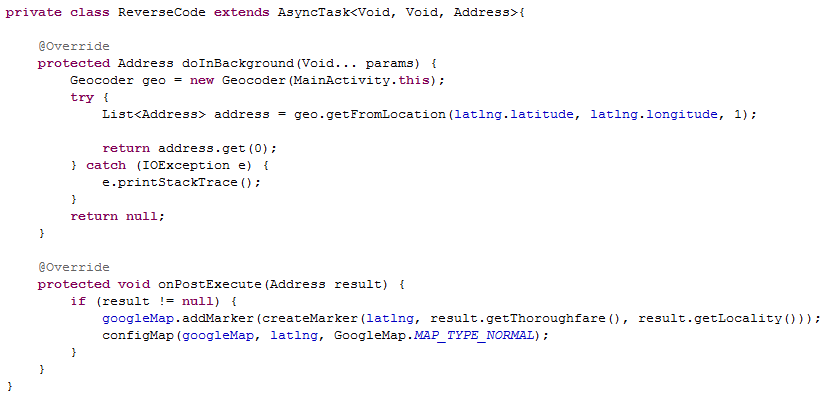 private class ReverseCode extends AsyncTask<Void, Void, Address>{
@Override
protected Address doInBackground(Void... params) {
Geocoder geo = new Geocoder(MainActivity.this);
try {
List<Address> address = geo.getFromLocation(latlng.latitude, latlng.longitude, 1);
return address.get(0);
} catch (IOException e) {
e.printStackTrace();
}
return null;
}
@Override
protected void onPostExecute(Address result) {
if (result != null) {
googleMap.addMarker(createMarker(latlng, result.getThoroughfare(), result.getLocality()));
configMap(googleMap, latlng, GoogleMap.MAP_TYPE_NORMAL);
}
}
}